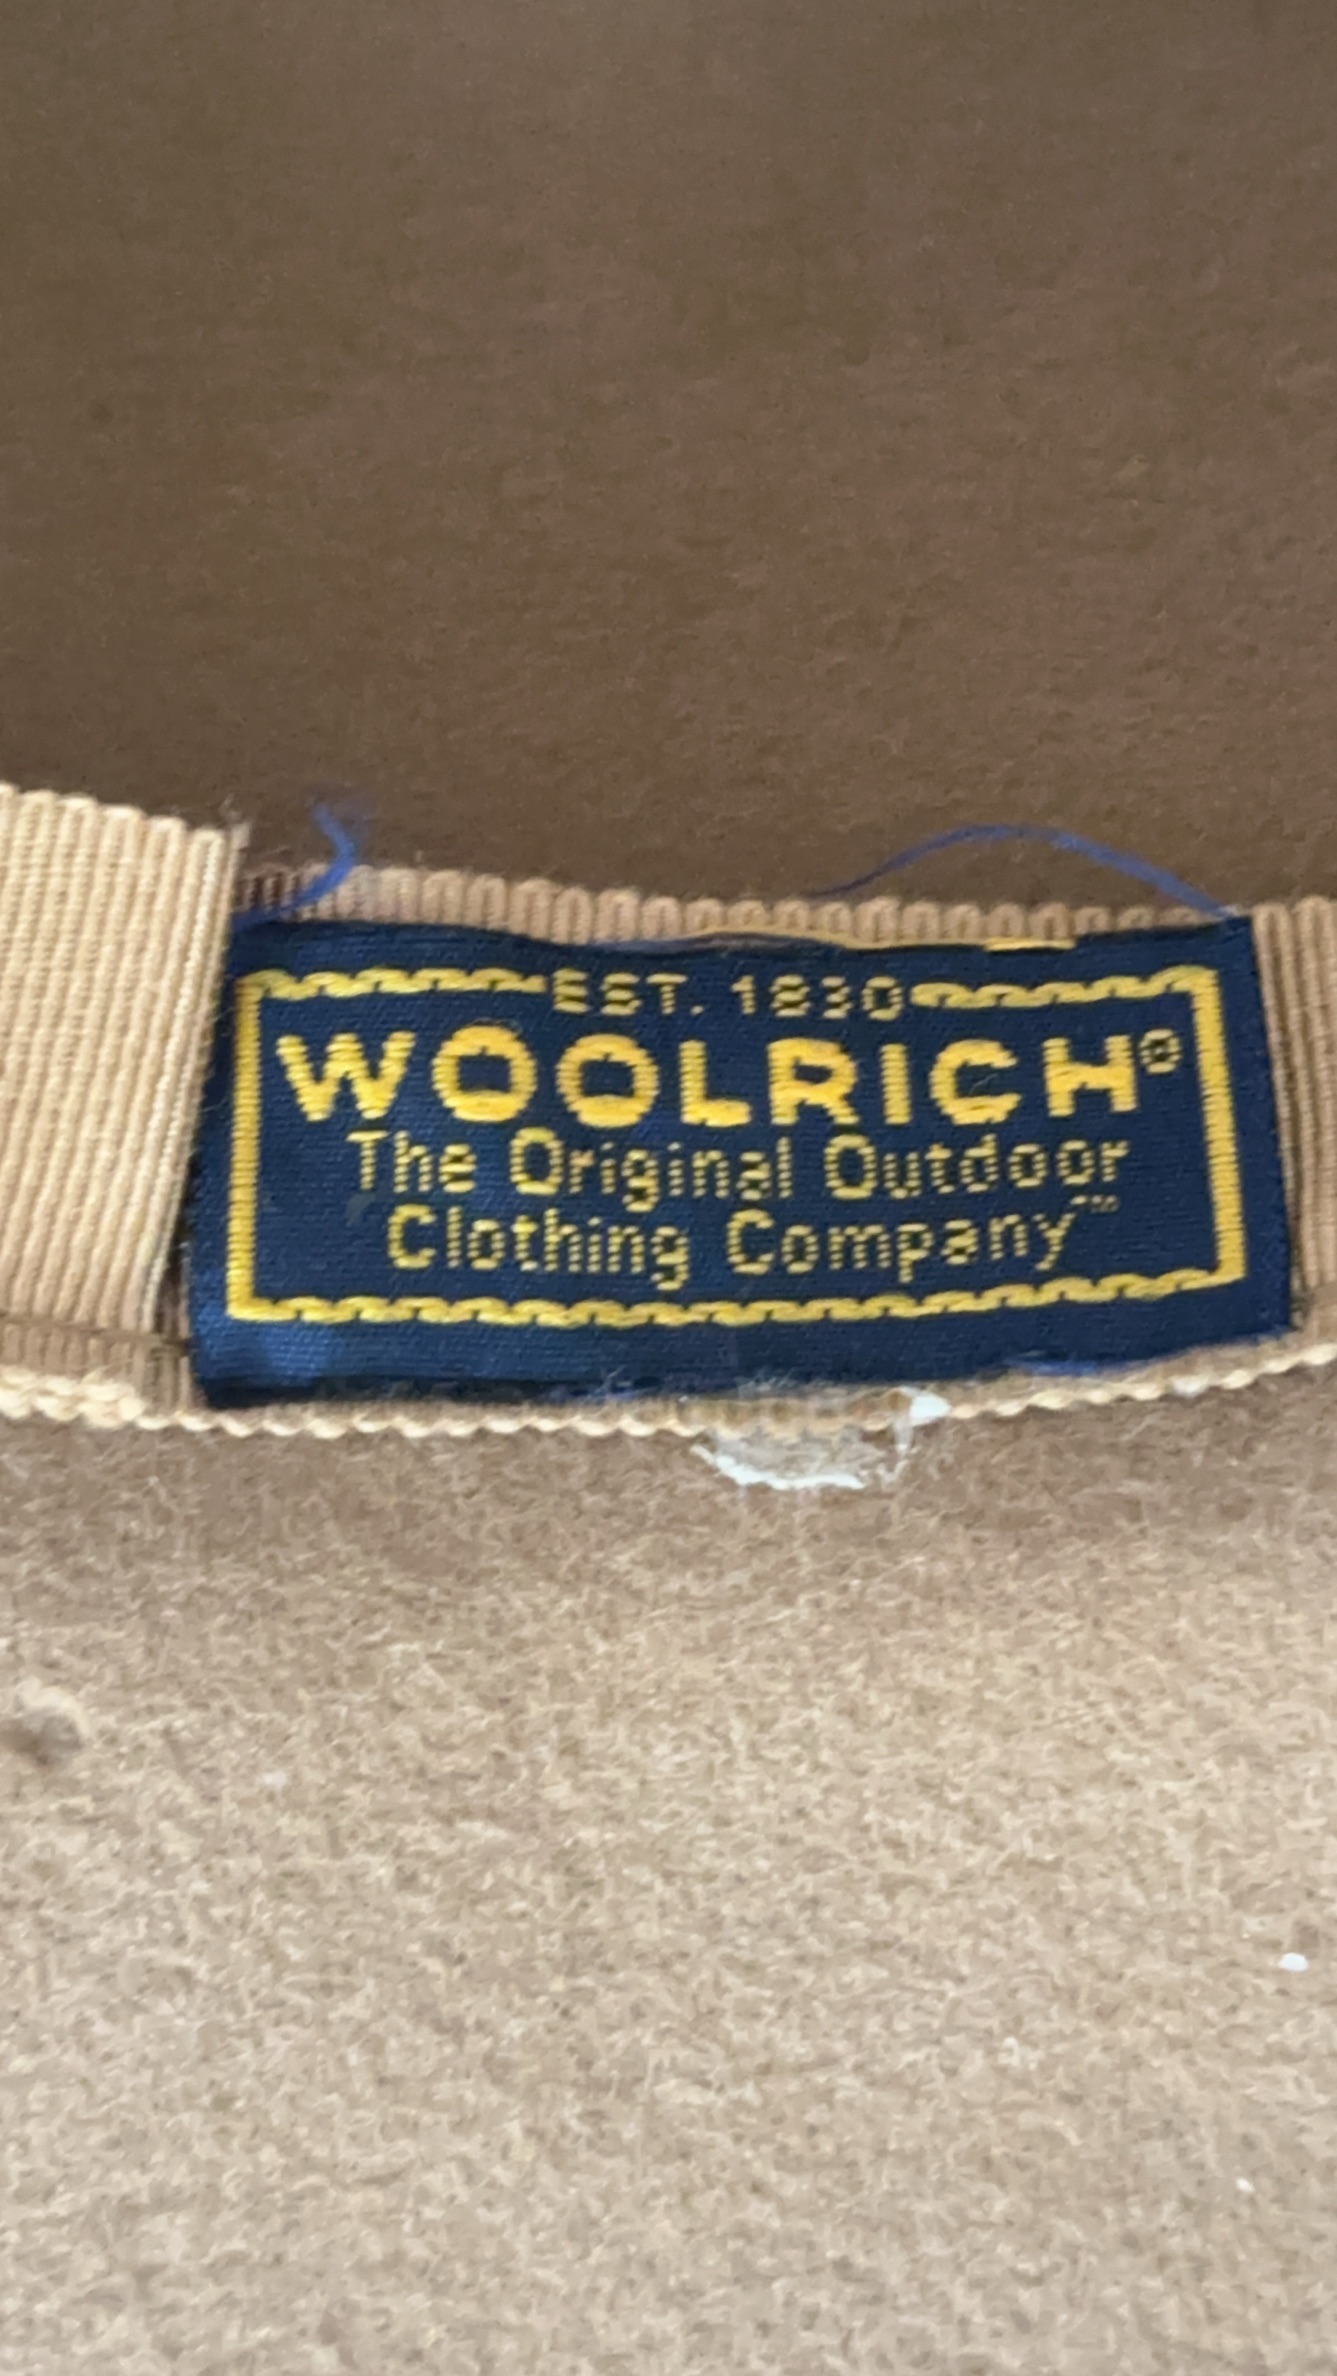 EST. 1830
WOOLRICH®
The Original Outdoor
Clothing Company™